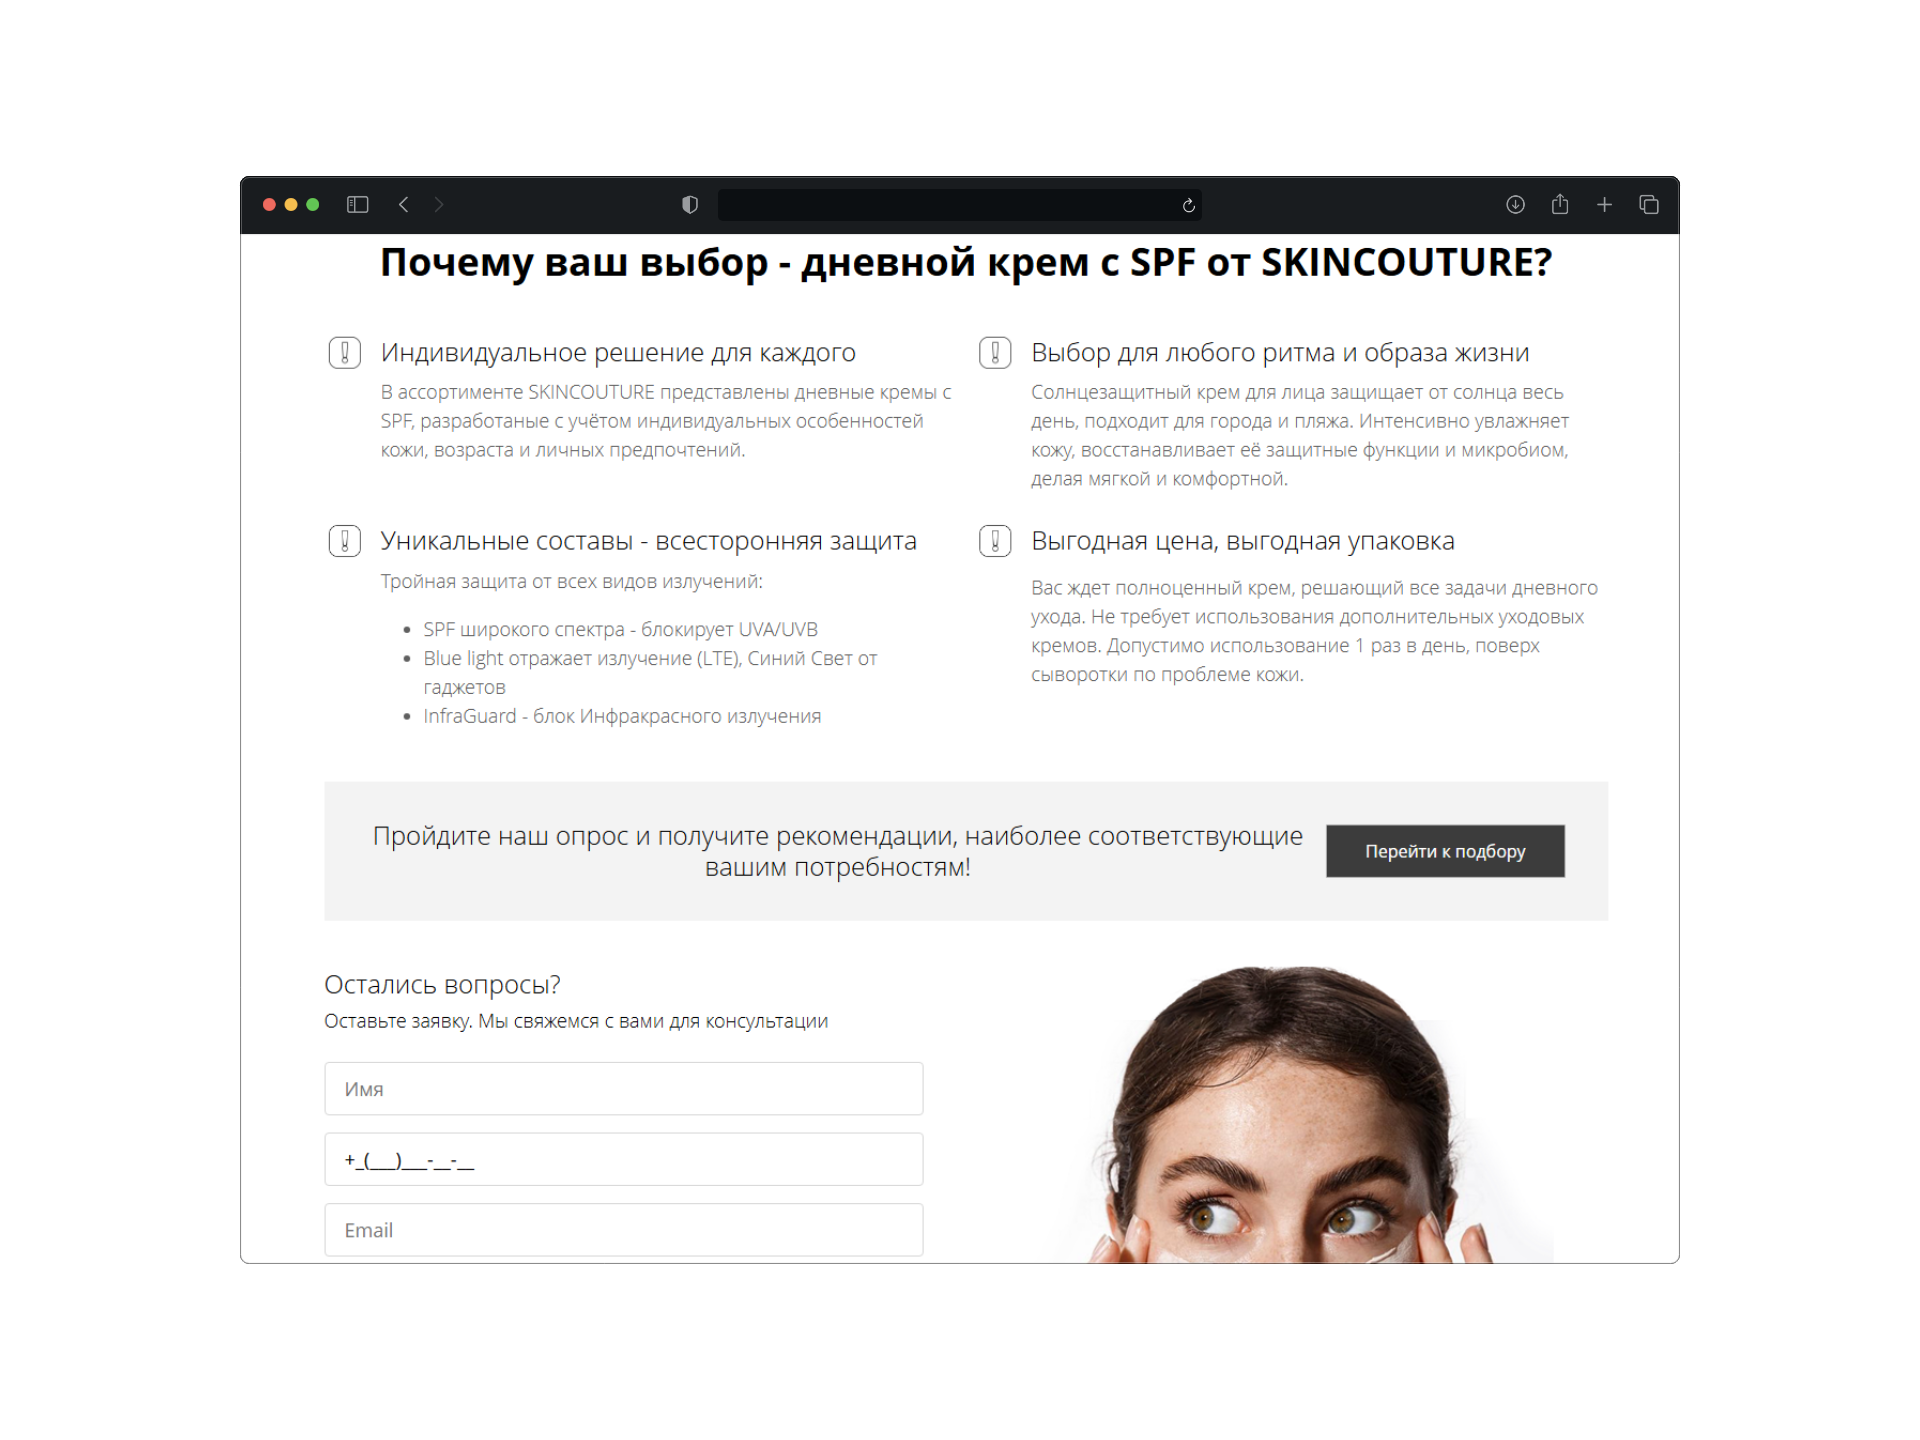 Почему ваш выбор - дневной крем с SPF от SKINCOUTURE?
Индивидуальное решение для каждого
В ассортименте SKINCOUTURE представлены дневные кремы с
SPF, разработаные с учётом индивидуальных особенностей
кожи, возраста и личных предпочтений.
Выбор для любого ритма и образа жизни
Солнцезащитный крем для лица защищает от солнца весь
день, подходит для города и пляжа. Интенсивно увлажняет
кожу, восстанавливает её защитные функции и микробиом,
делая мягкой и комфортной.
Уникальные составы - всесторонняя защита
Тройная защита от всех видов излучений:
• SPF широкого спектра - блокирует UVA/UVB
• Blue light отражает излучение (LTE), Синий Свет от
гаджетов
• InfraGuard - блок Инфракрасного излучения
Выгодная цена, выгодная упаковка
Вас ждет полноценный крем, решающий все задачи дневного
ухода. Не требует использования дополнительных уходовых
кремов. Допустимо использование 1 раз в день, поверх
сыворотки по проблеме кожи.
Пройдите наш опрос и получите рекомендации, наиболее соответствующие
вашим потребностям!
Перейти к подбору
Остались вопросы?
Оставьте заявку. Мы свяжемся с вами для консультации
Имя
+_(___)___-__-__
Email